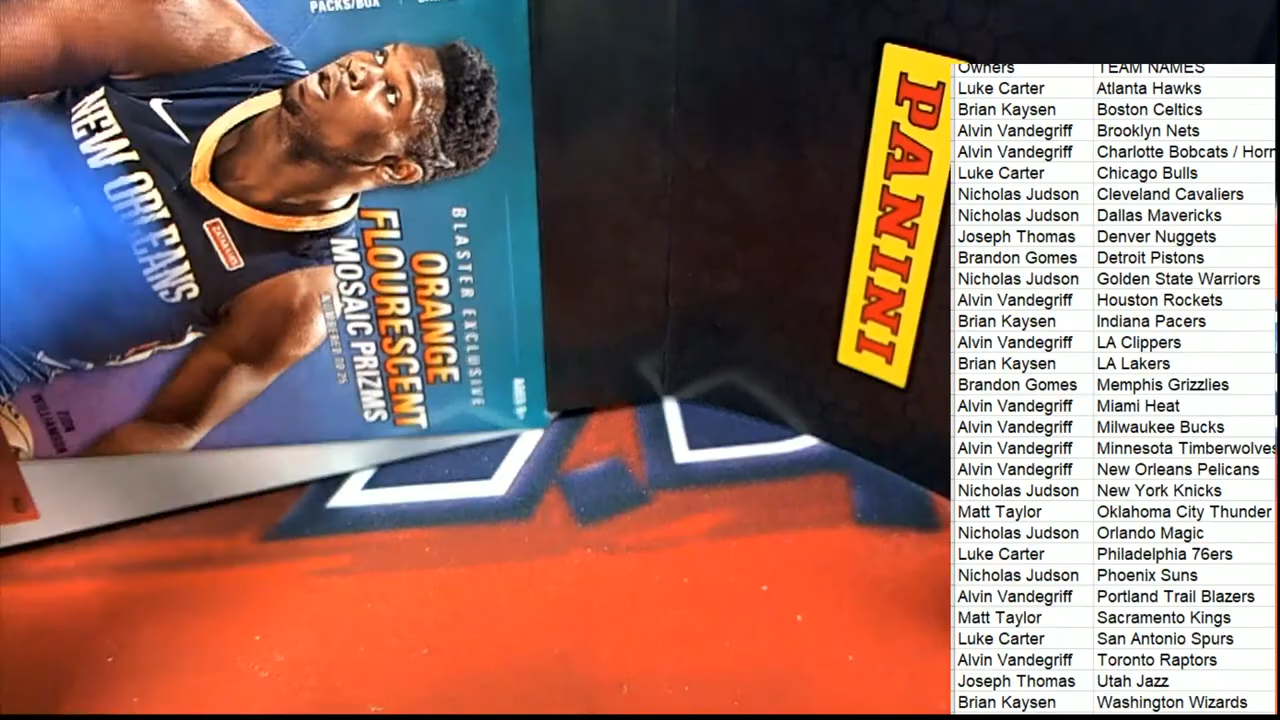 PACKS/BOX
NEW ORLEANS
ZATARAIN'S
BLASTER EXCLUSIVE
ORANGE
FLOURESCENT
MOSAIC PRIZMS
ZION
WILLIAMSON
PANINI
Owners TEAM NAMES
Luke Carter Atlanta Hawks
Brian Kaysen Boston Celtics
Alvin Vandegriff Brooklyn Nets
Alvin Vandegriff Charlotte Bobcats / Horn
Luke Carter Chicago Bulls
Nicholas Judson Cleveland Cavaliers
Nicholas Judson Dallas Mavericks
Joseph Thomas Denver Nuggets
Brandon Gomes Detroit Pistons
Nicholas Judson Golden State Warriors
Alvin Vandegriff Houston Rockets
Brian Kaysen Indiana Pacers
Alvin Vandegriff LA Clippers
Brian Kaysen LA Lakers
Brandon Gomes Memphis Grizzlies
Alvin Vandegriff Miami Heat
Alvin Vandegriff Milwaukee Bucks
Alvin Vandegriff Minnesota Timberwolves
Alvin Vandegriff New Orleans Pelicans
Nicholas Judson New York Knicks
Matt Taylor Oklahoma City Thunder
Nicholas Judson Orlando Magic
Luke Carter Philadelphia 76ers
Nicholas Judson Phoenix Suns
Alvin Vandegriff Portland Trail Blazers
Matt Taylor Sacramento Kings
Luke Carter San Antonio Spurs
Alvin Vandegriff Toronto Raptors
Joseph Thomas Utah Jazz
Brian Kaysen Washington Wizards